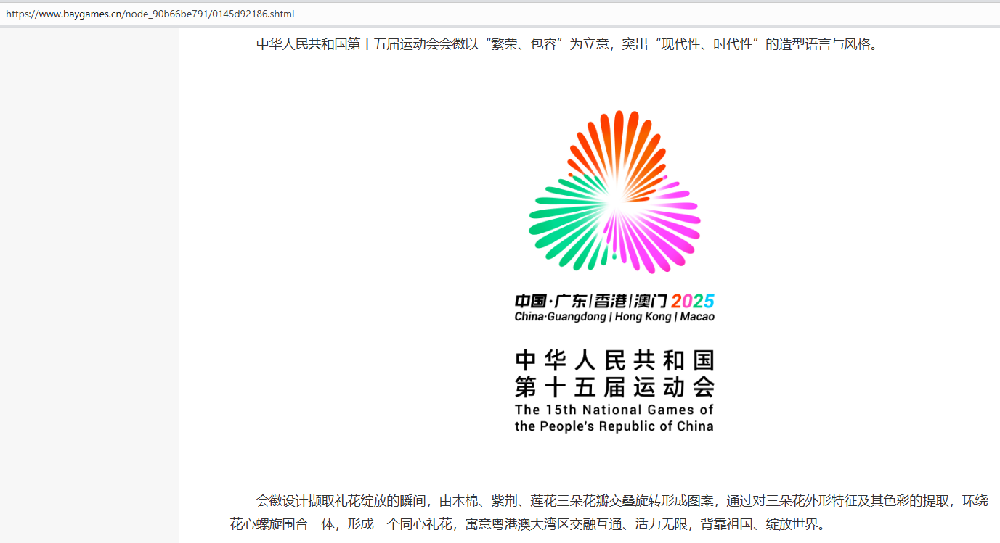 https://www.baygames.cn/node_90b66be791/0145d92186.shtml
中华人民共和国第十五届运动会会徽以“繁荣、包容”为立意，突出“现代性、时代性”的造型语言与风格。
中国·广东|香港|澳门 2025
China·Guangdong | Hong Kong | Macao
中华人民共和国
第十五届运动会
The 15th National Games of
the People's Republic of China
会徽设计撷取礼花绽放的瞬间，由木棉、紫荆、莲花三朵花瓣交叠旋转形成图案，通过对三朵花外形特征及其色彩的提取，环绕
花心螺旋围合一体，形成一个同心礼花，寓意粤港澳大湾区交融互通、活力无限，背靠祖国、绽放世界。